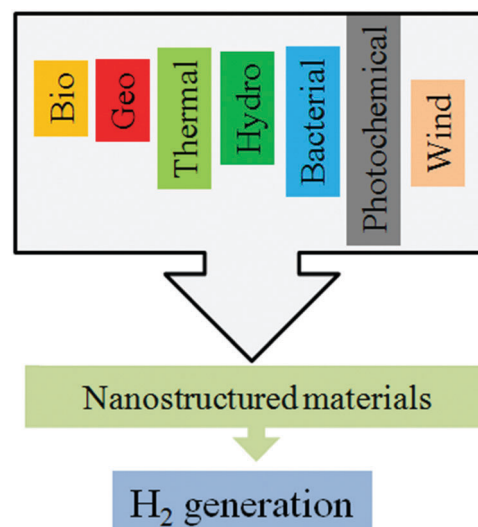 Bio
Geo
Thermal
Hydro
Bacterial
Photochemical
Wind
Nanostructured materials
H₂ generation